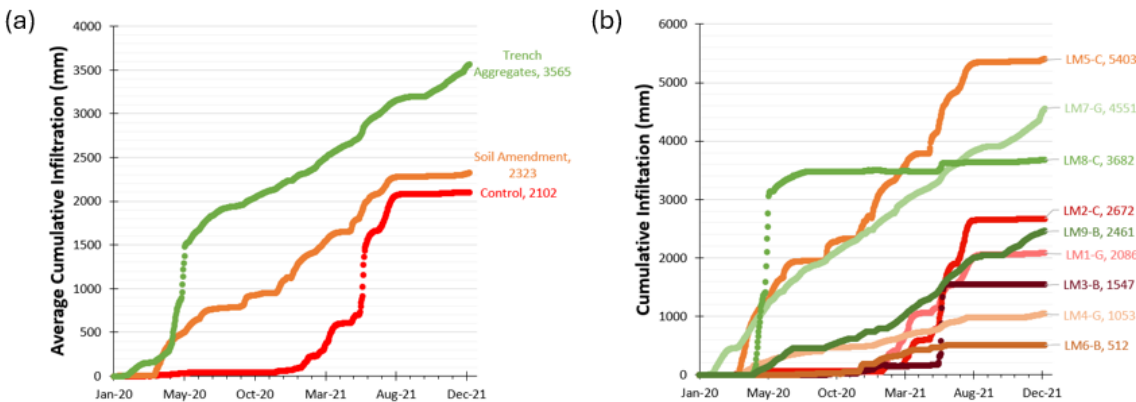 (a)
Average Cumulative Infiltration (mm)
4000
3500
3000
2500
2000
1500
1000
500
0
Jan-20
May-20
Oct-20
Mar-21
Aug-21
Dec-21
Trench
Aggregates, 3565
Soil Amendment,
2323
Control, 2102
(b)
Cumulative Infiltation (mm)
6000
5000
4000
3000
2000
1000
0
Jan-20
May-20
Oct-20
Mar-21
Aug-21
Dec-21
LM5-C, 5403
LM7-G, 4551
LM8-C, 3682
LM2-C, 2672
LM9-B, 2461
LM1-G, 2086
LM3-B, 1547
LM4-G, 1053
LM6-B, 512